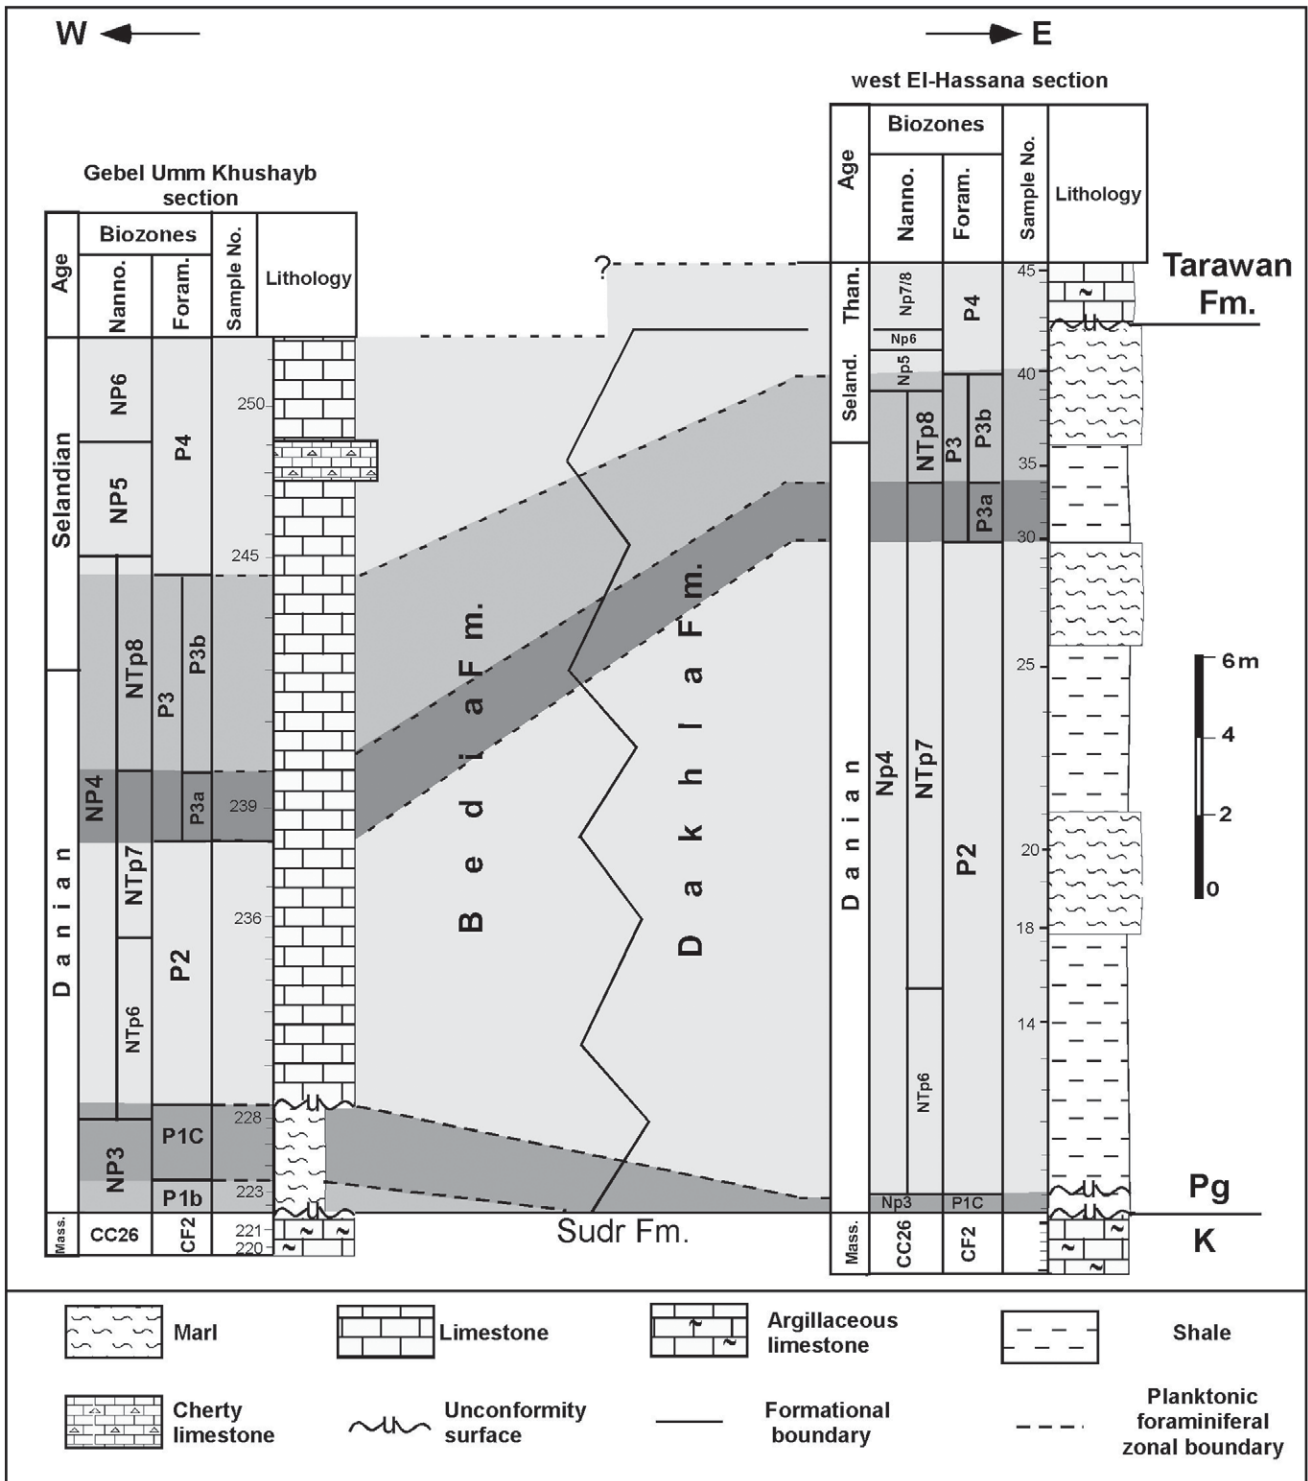 W
E
west El-Hassana section
Age
Biozones
Nanno.
Foram.
Sample No.
Lithology
Gebel Umm Khushayb
section
Age
Biozones
Nanno.
Foram.
Sample No.
Lithology
Selandian
Danian
Mass.
NP6
NP5
NP4
NP3
CC26
NTp8
NTp7
NTp6
P4
P3
P3b
P3a
P2
P1C
P1b
CF2
250
245
239
236
228
223
221
220
?
Bedia Fm.
Dakhla Fm.
Sudr Fm.
Than.
Seland.
Danian
Mass.
Np7/8
Np6
Np5
Np4
Np3
CC26
NTp8
NTp7
NTp6
P4
P3
P3b
P3a
P2
P1C
CF2
45
40
35
30
25
20
18
14
Tarawan
Fm.
6m
4
2
0
Pg
K
Marl
Limestone
Argillaceous
limestone
Shale
Cherty
limestone
Unconformity
surface
Formational
boundary
Planktonic
foraminiferal
zonal boundary